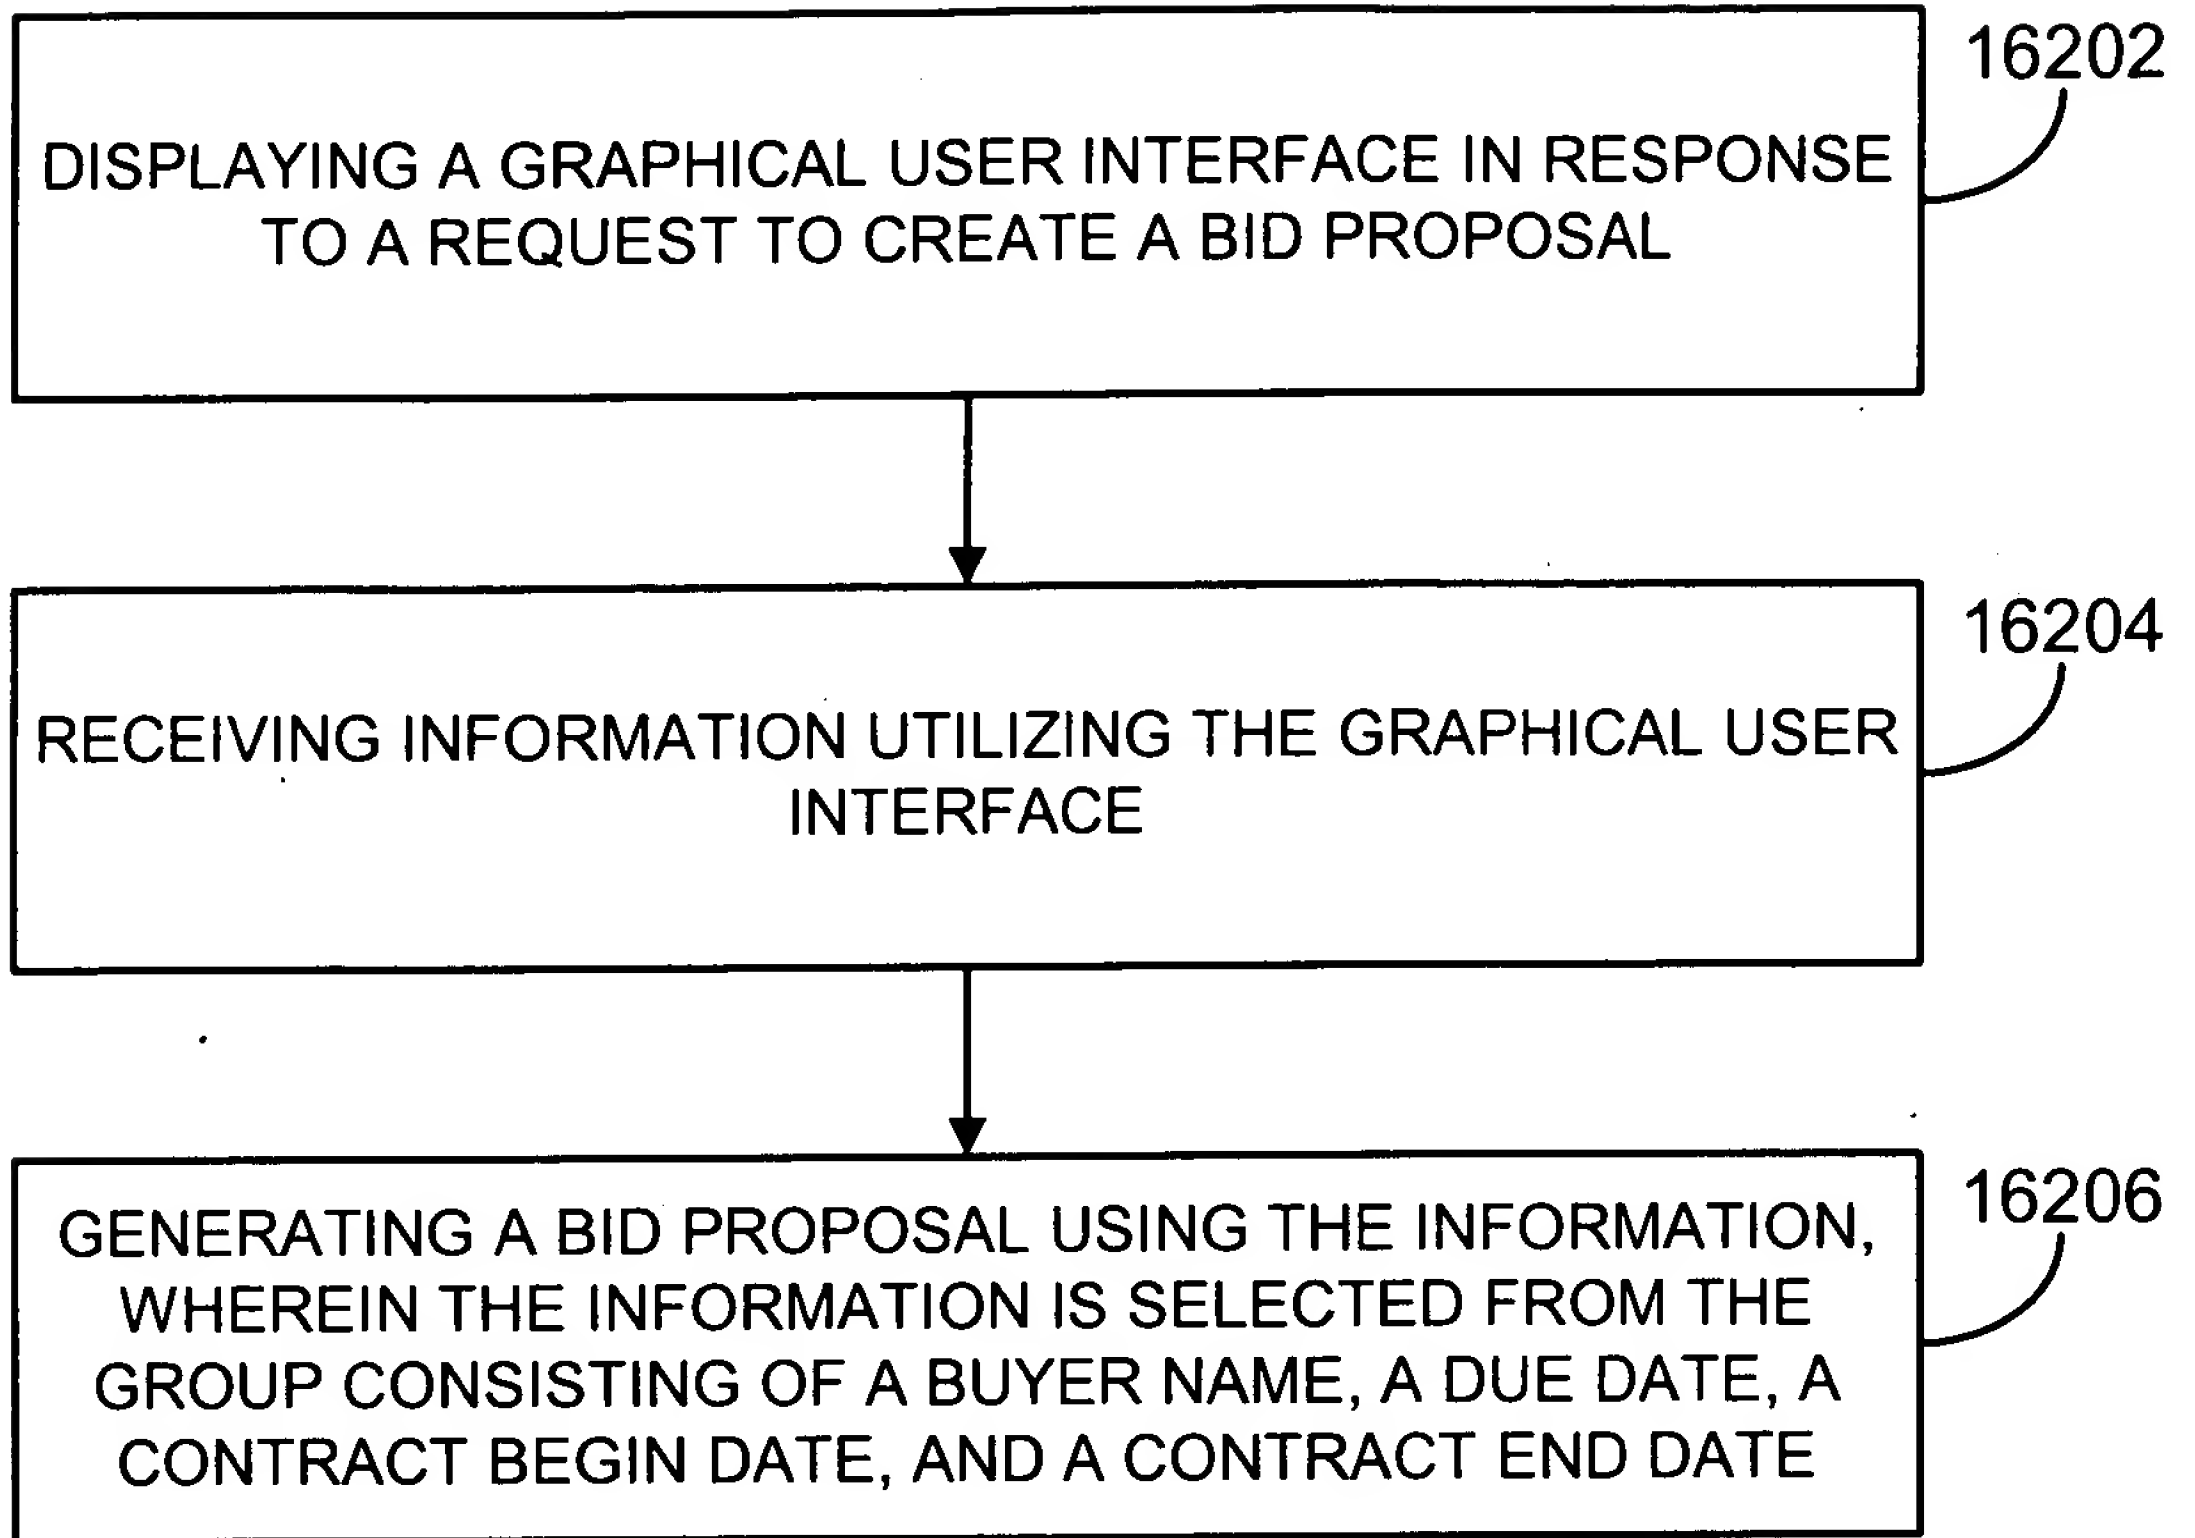 16202
DISPLAYING A GRAPHICAL USER INTERFACE IN RESPONSE
TO A REQUEST TO CREATE A BID PROPOSAL
16204
RECEIVING INFORMATION UTILIZING THE GRAPHICAL USER
INTERFACE
16206
GENERATING A BID PROPOSAL USING THE INFORMATION,
WHEREIN THE INFORMATION IS SELECTED FROM THE
GROUP CONSISTING OF A BUYER NAME, A DUE DATE, A
CONTRACT BEGIN DATE, AND A CONTRACT END DATE